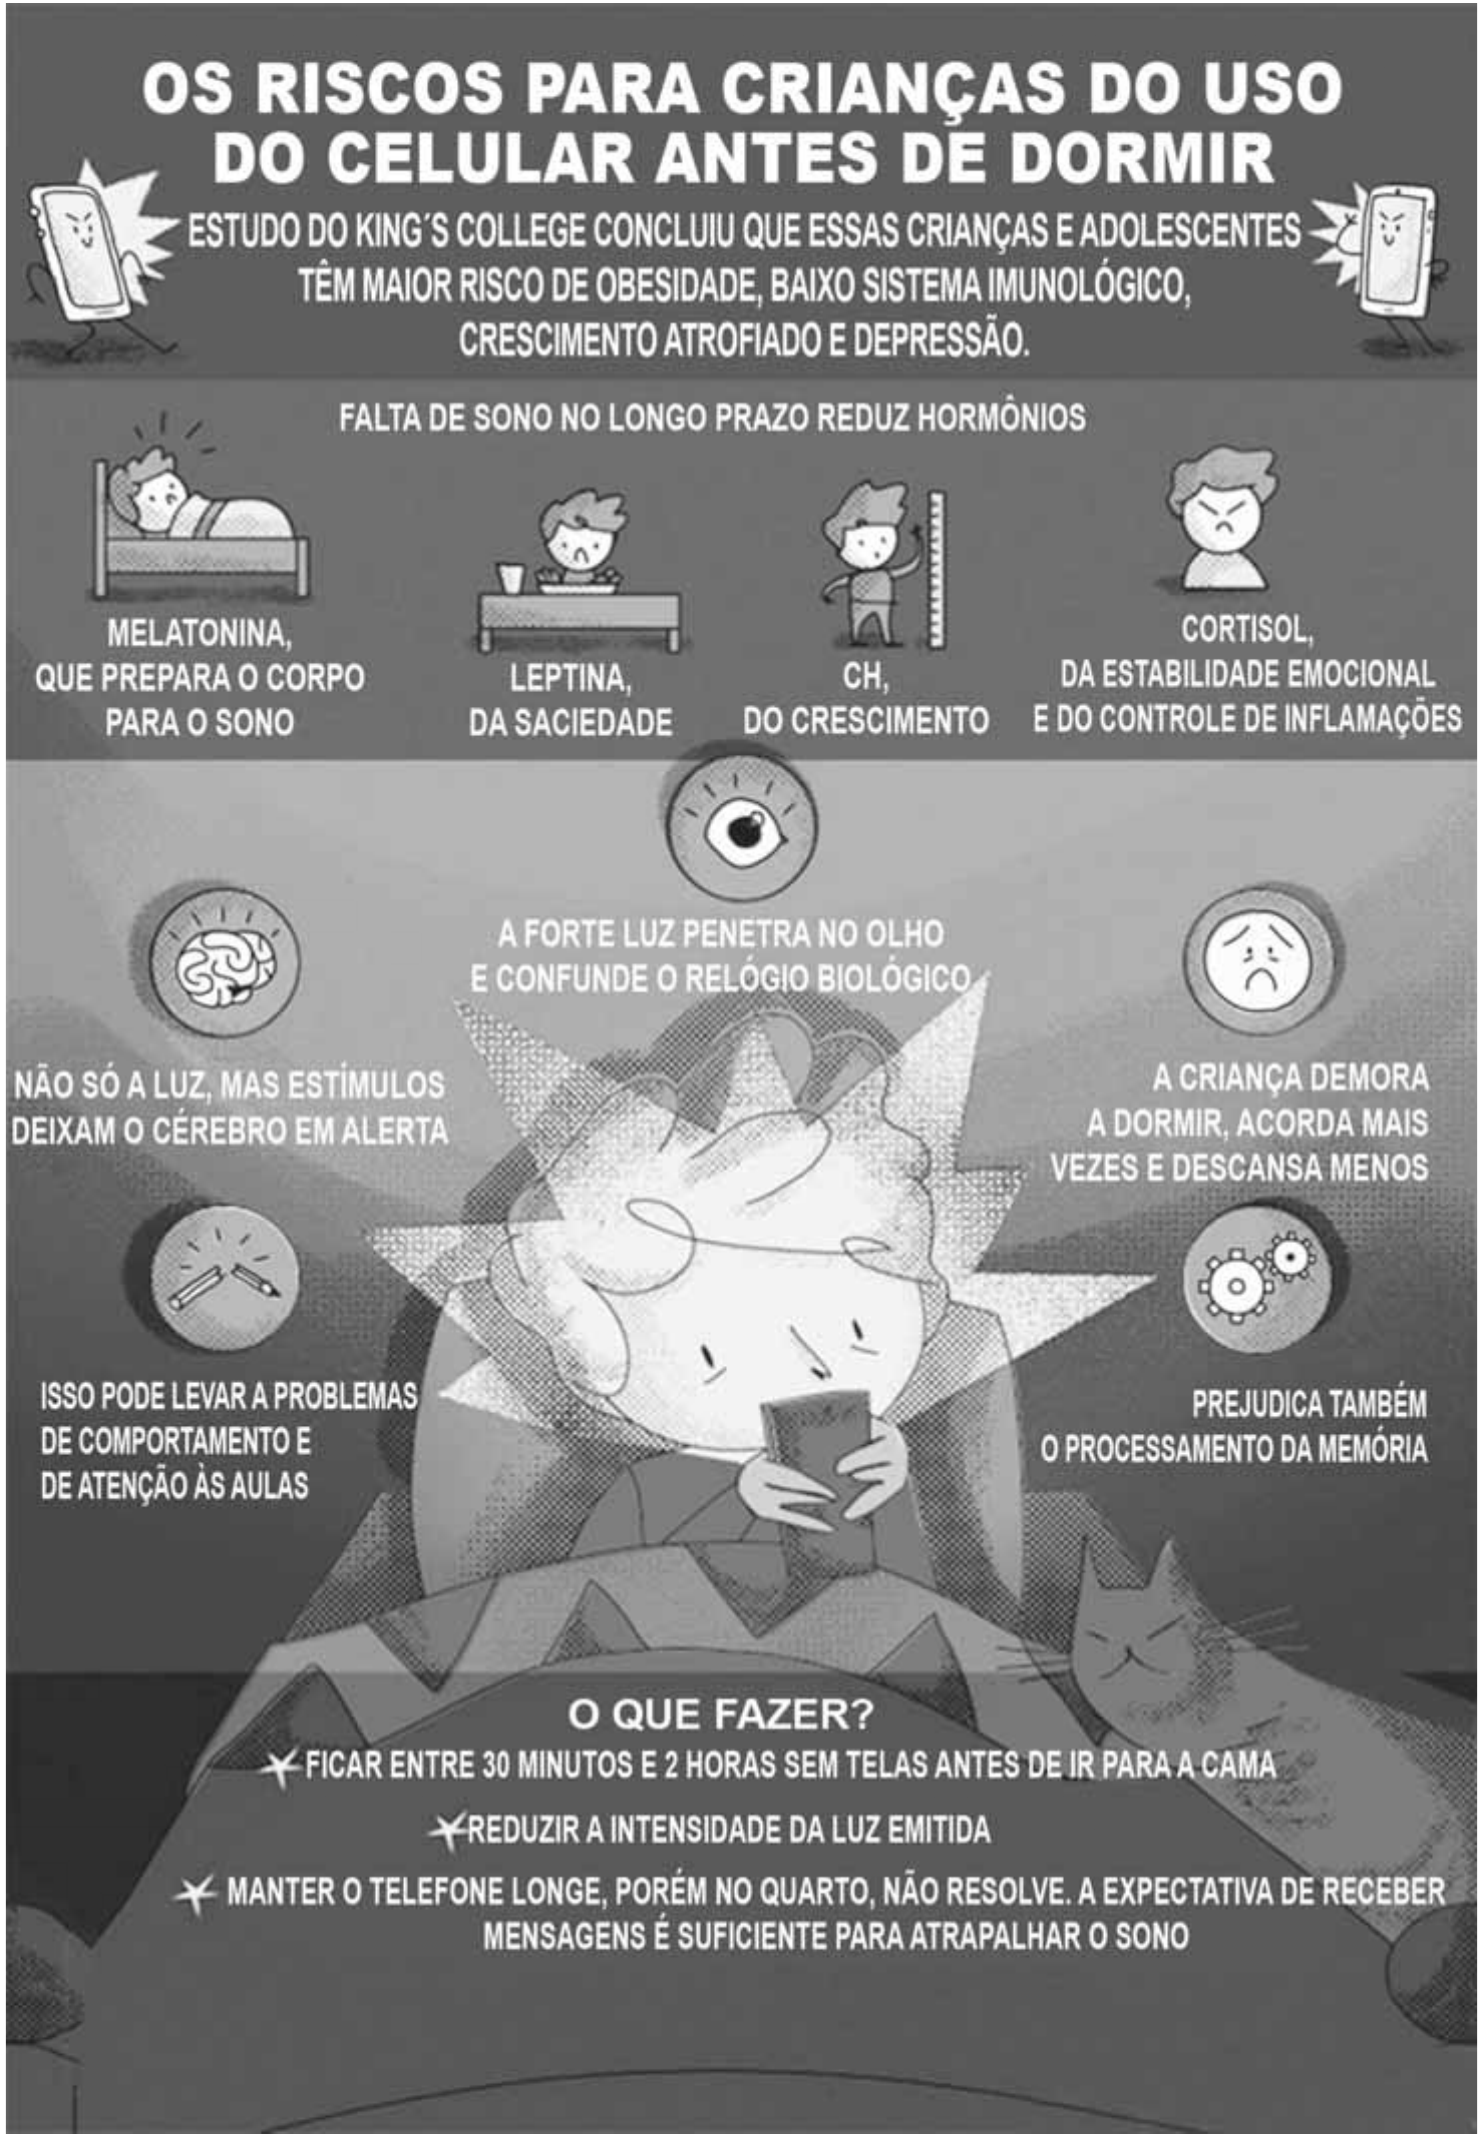 OS RISCOS PARA CRIANÇAS DO USO
DO CELULAR ANTES DE DORMIR
ESTUDO DO KING´S COLLEGE CONCLUIU QUE ESSAS CRIANÇAS E ADOLESCENTES
TÊM MAIOR RISCO DE OBESIDADE, BAIXO SISTEMA IMUNOLÓGICO,
CRESCIMENTO ATROFIADO E DEPRESSÃO.
FALTA DE SONO NO LONGO PRAZO REDUZ HORMÔNIOS
MELATONINA,
QUE PREPARA O CORPO
PARA O SONO
LEPTINA,
DA SACIEDADE
CH,
DO CRESCIMENTO
CORTISOL,
DA ESTABILIDADE EMOCIONAL
E DO CONTROLE DE INFLAMAÇÕES
A FORTE LUZ PENETRA NO OLHO
E CONFUNDE O RELÓGIO BIOLÓGICO
NÃO SÓ A LUZ, MAS ESTÍMULOS
DEIXAM O CÉREBRO EM ALERTA
A CRIANÇA DEMORA
A DORMIR, ACORDA MAIS
VEZES E DESCANSA MENOS
ISSO PODE LEVAR A PROBLEMAS
DE COMPORTAMENTO E
DE ATENÇÃO ÀS AULAS
PREJUDICA TAMBÉM
O PROCESSAMENTO DA MEMÓRIA
O QUE FAZER?
FICAR ENTRE 30 MINUTOS E 2 HORAS SEM TELAS ANTES DE IR PARA A CAMA
REDUZIR A INTENSIDADE DA LUZ EMITIDA
MANTER O TELEFONE LONGE, PORÉM NO QUARTO, NÃO RESOLVE. A EXPECTATIVA DE RECEBER
MENSAGENS É SUFICIENTE PARA ATRAPALHAR O SONO